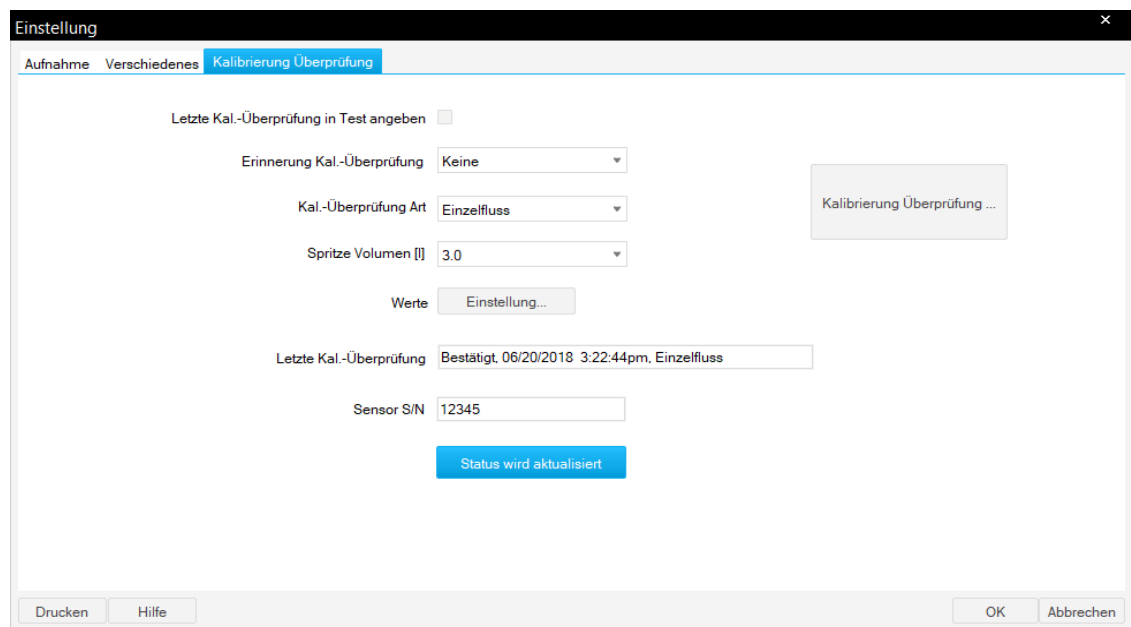 Einstellung
Aufnahme Verschiedenes Kalibrierung Überprüfung
Letzte Kal.-Überprüfung in Test angeben
Erinnerung Kal.-Überprüfung Keine
Kalibrierung Überprüfung ...
Kal.-Überprüfung Art Einzelfluss
Spritze Volumen [l] 3.0
Werte Einstellung...
Letzte Kal.-Überprüfung Bestätigt, 06/20/2018 3:22:44pm, Einzelfluss
Sensor S/N 12345
Status wird aktualisiert
Drucken Hilfe OK Abbrechen